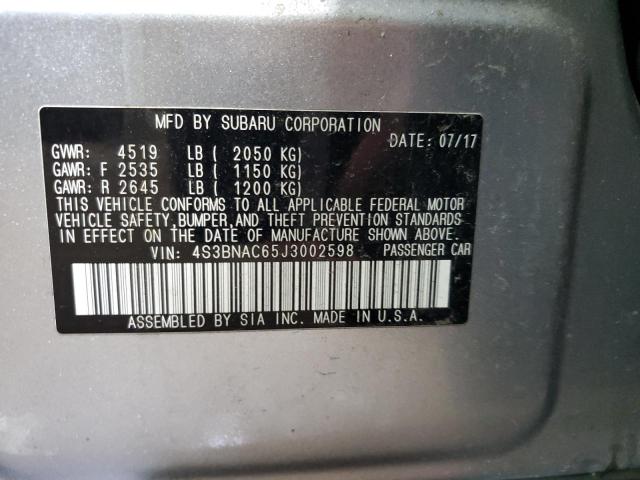 MFD BY SUBARU CORPORATION
DATE: 07/17
GVWR: 4519 LB ( 2050 KG)
GAWR: F 2535 LB ( 1150 KG)
GAWR: R 2645 LB ( 1200 KG)
THIS VEHICLE CONFORMS TO ALL APPLICABLE FEDERAL MOTOR
VEHICLE SAFETY, BUMPER, AND THEFT PREVENTION STANDARDS
IN EFFECT ON THE DATE OF MANUFACTURE SHOWN ABOVE.
VIN: 4S3BNAC65J3002598 PASSENGER CAR
ASSEMBLED BY SIA INC. MADE IN U.S.A.